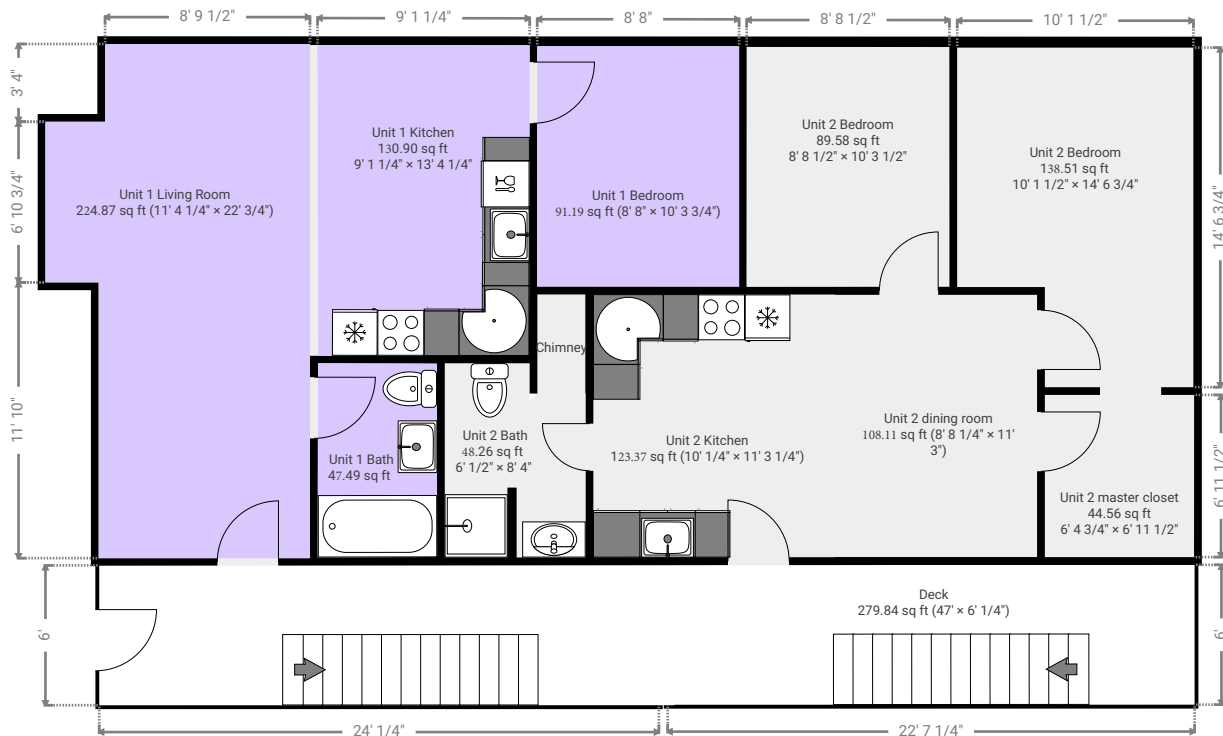 8' 9 1/2"
9' 1 1/4"
8' 8"
8' 8 1/2"
10' 1 1/2"
3' 4"
6' 10 3/4"
11' 10"
6'
14' 6 3/4"
6' 11 1/2"
6'
Unit 1 Living Room
224.87 sq ft (11' 4 1/4" × 22' 3/4")
Unit 1 Kitchen
130.90 sq ft
9' 1 1/4" × 13' 4 1/4"
Unit 1 Bedroom
91.19 sq ft (8' 8" × 10' 3 3/4")
Unit 2 Bedroom
89.58 sq ft
8' 8 1/2" × 10' 3 1/2"
Unit 2 Bedroom
138.51 sq ft
10' 1 1/2" × 14' 6 3/4"
Chimney
Unit 1 Bath
47.49 sq ft
Unit 2 Bath
48.26 sq ft
6' 1/2" × 8' 4"
Unit 2 Kitchen
123.37 sq ft (10' 1/4" × 11' 3 1/4")
Unit 2 dining room
108.11 sq ft (8' 8 1/4" × 11'
3")
Unit 2 master closet
44.56 sq ft
6' 4 3/4" × 6' 11 1/2"
Deck
279.84 sq ft (47' × 6' 1/4")
24' 1/4"
22' 7 1/4"